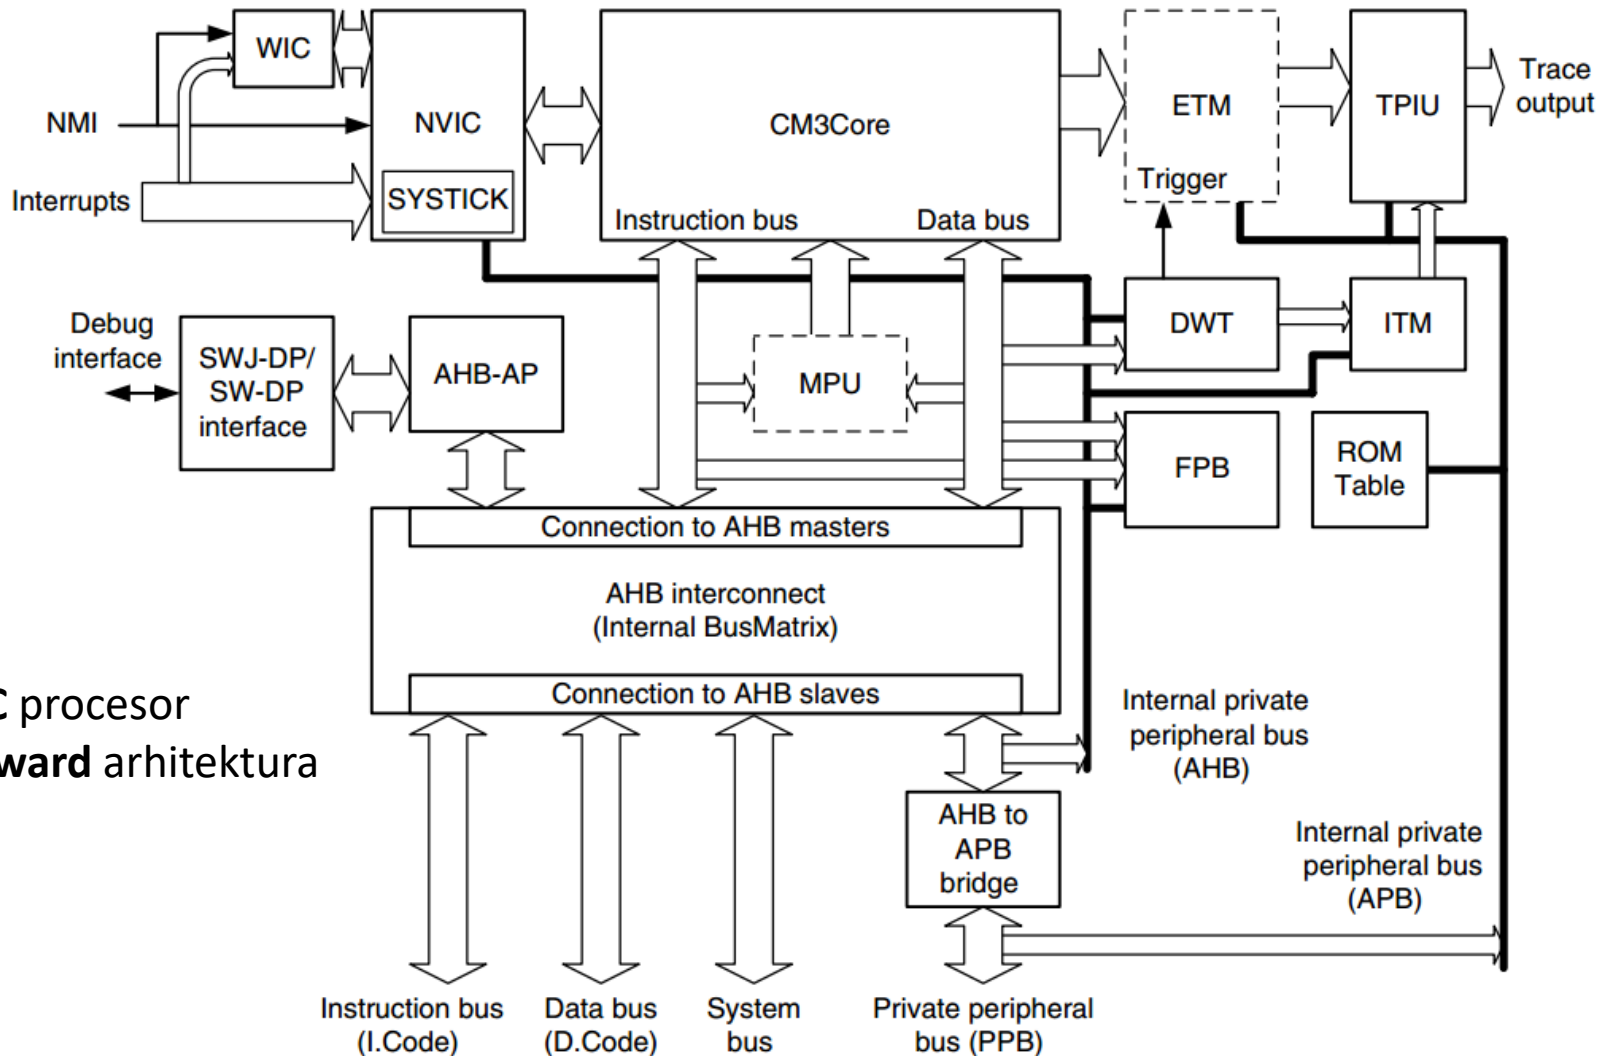 WIC
NMI
Interrupts
NVIC
SYSTICK
CM3Core
Instruction bus
Data bus
ETM
Trigger
TPIU
Trace
output
Debug
interface
SWJ-DP/
SW-DP
interface
AHB-AP
MPU
DWT
ITM
FPB
ROM
Table
Connection to AHB masters
AHB interconnect
(Internal BusMatrix)
Connection to AHB slaves
C procesor
ward arhitektura
Internal private
peripheral bus
(AHB)
AHB to
APB
bridge
Internal private
peripheral bus
(APB)
Instruction bus
(I.Code)
Data bus
(D.Code)
System
bus
Private peripheral
bus (PPB)